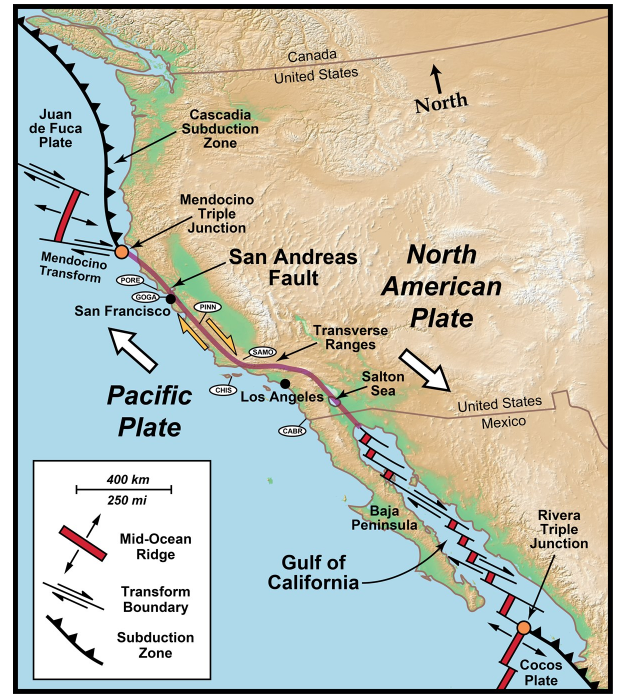 Canada
United States
North
Juan
de Fuca
Plate
Cascadia
Subduction
Zone
Mendocino
Triple
Junction
Mendocino
Transform
San Andreas
Fault
North
American
Plate
PORE
GOGA
San Francisco
PINN
Transverse
Ranges
SAMO
CHIS
Los Angeles
Salton
Sea
Pacific
Plate
CABR
United States
Mexico
400 km
250 mi
Mid-Ocean
Ridge
Transform
Boundary
Subduction
Zone
Baja
Peninsula
Gulf of
California
Rivera
Triple
Junction
Cocos
Plate